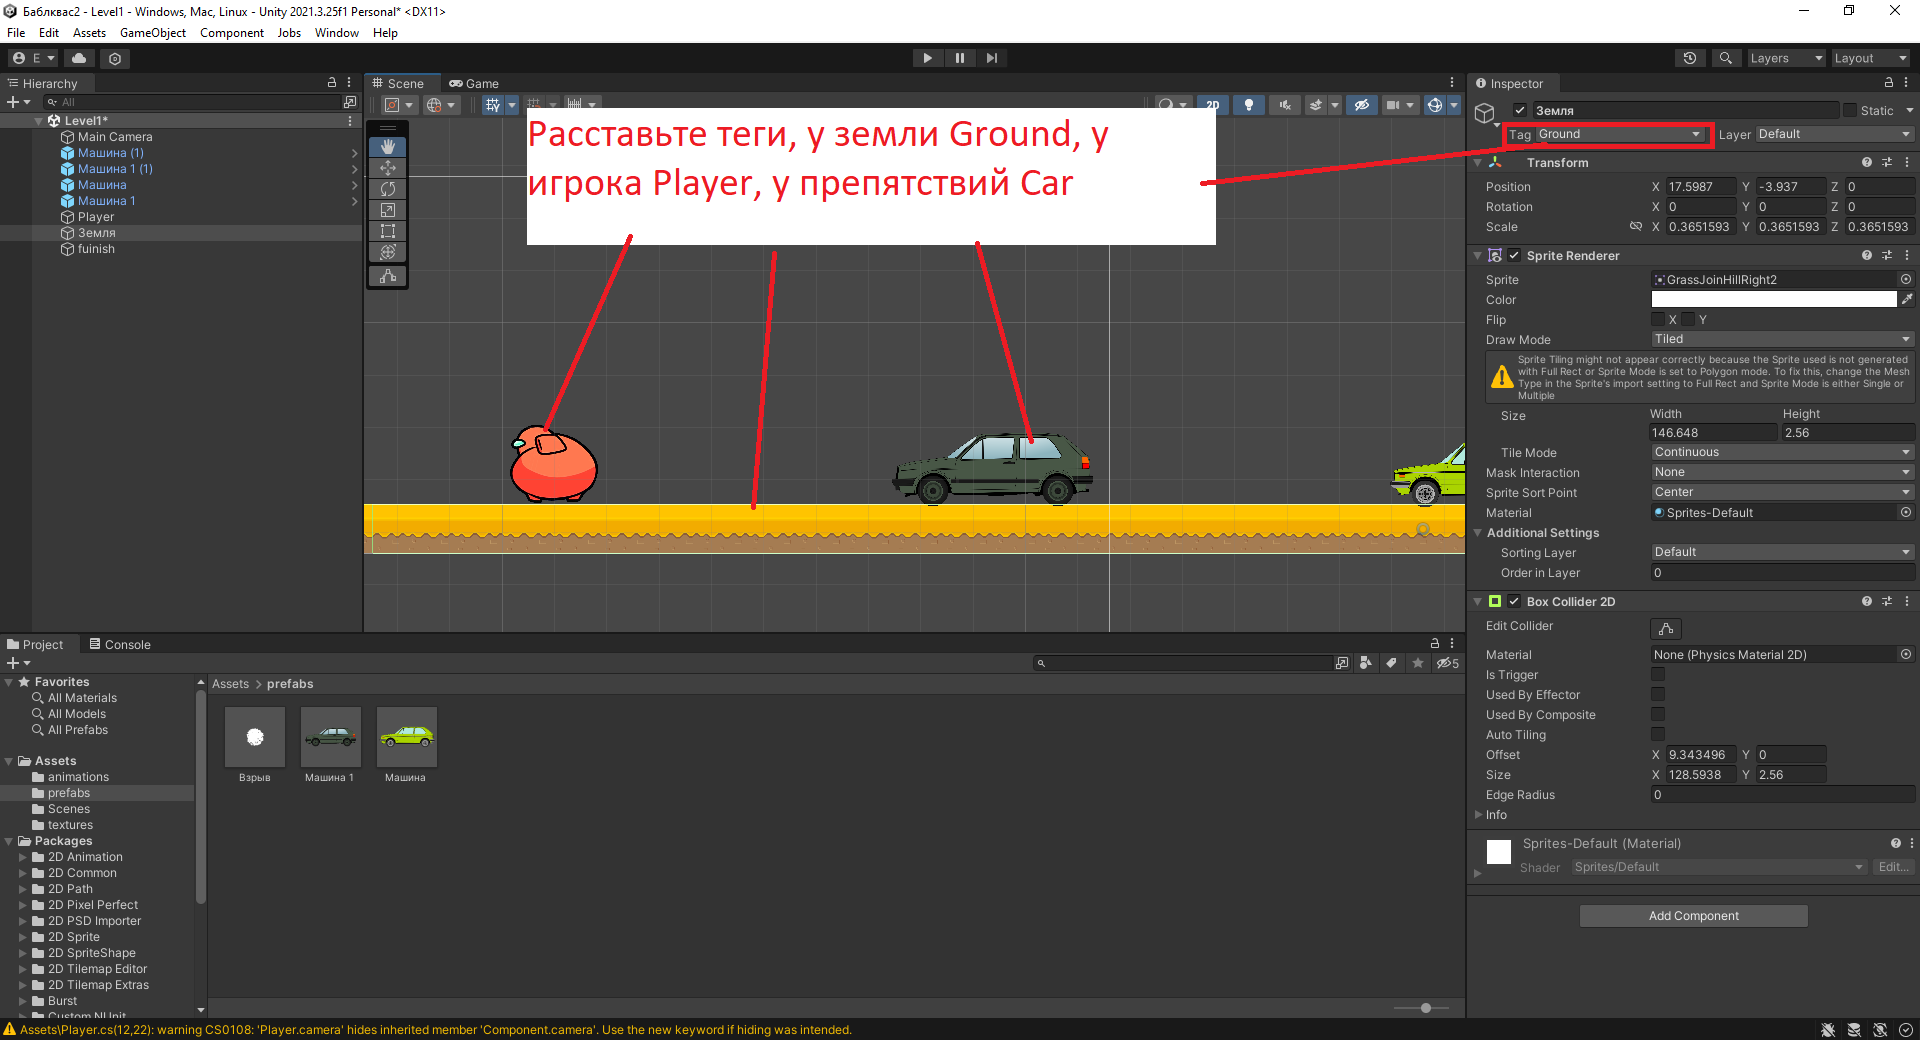 Баблквас2 - Level1 - Windows, Mac, Linux - Unity 2021.3.25f1 Personal* <DX11>
File Edit Assets GameObject Component Jobs Window Help
E Layers Layout
Hierarchy
All
Level1*
Main Camera
Машина (1)
Машина 1 (1)
Машина
Машина 1
Player
Земля
fuinish
Scene Game
2D
Расставьте теги, у земли Ground, у
игрока Player, у препятствий Car
Inspector
Земля Static
Tag Ground Layer Default
Transform
Position X 17.5987 Y -3.937 Z 0
Rotation X 0 Y 0 Z 0
Scale X 0.3651593 Y 0.3651593 Z 0.3651593
Sprite Renderer
Sprite GrassJoinHillRight2
Color
Flip X Y
Draw Mode Tiled
Sprite Tiling might not appear correctly because the Sprite used is not generated
with Full Rect or Sprite Mode is set to Polygon mode. To fix this, change the Mesh
Type in the Sprite's import setting to Full Rect and Sprite Mode is either Single or
Multiple
Size Width Height
146.648 2.56
Tile Mode Continuous
Mask Interaction None
Sprite Sort Point Center
Material Sprites-Default
Additional Settings
Sorting Layer Default
Order in Layer 0
Box Collider 2D
Edit Collider
Material None (Physics Material 2D)
Is Trigger
Used By Effector
Used By Composite
Auto Tiling
Offset X 9.343496 Y 0
Size X 128.5938 Y 2.56
Edge Radius 0
Info
Sprites-Default (Material)
Shader Sprites/Default Edit...
Add Component
Project Console
5
Favorites
All Materials
All Models
All Prefabs
Assets
animations
prefabs
Scenes
textures
Packages
2D Animation
2D Common
2D Path
2D Pixel Perfect
2D PSD Importer
2D Sprite
2D SpriteShape
2D Tilemap Editor
2D Tilemap Extras
Burst
Custom NUnit
Assets > prefabs
Взрыв Машина 1 Машина
Assets\Player.cs(12,22): warning CS0108: 'Player.camera' hides inherited member 'Component.camera'. Use the new keyword if hiding was intended.